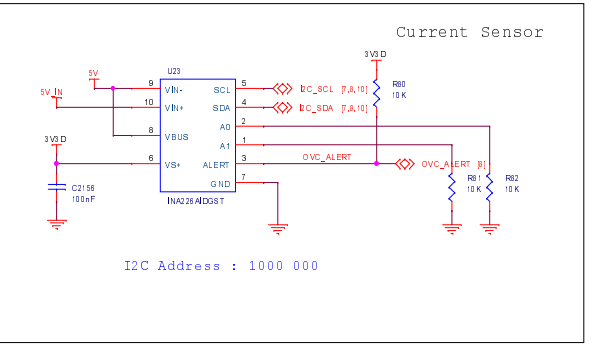 Current Sensor
3V3D
U23
5V
R80
10K
9 VIN- SCL 5 I2C_SCL [7,8,10]
5V_IN
10 VIN+ SDA 4 I2C_SDA [7,8,10]
A0 2
8 VBUS
A1 1
3V3D
6 VS+ ALERT 3 OVC_ALERT OVC_ALERT [8]
GND 7
C2156
100nF
R81
10K
R82
10K
INA226AIDGST
I2C Address : 1000 000